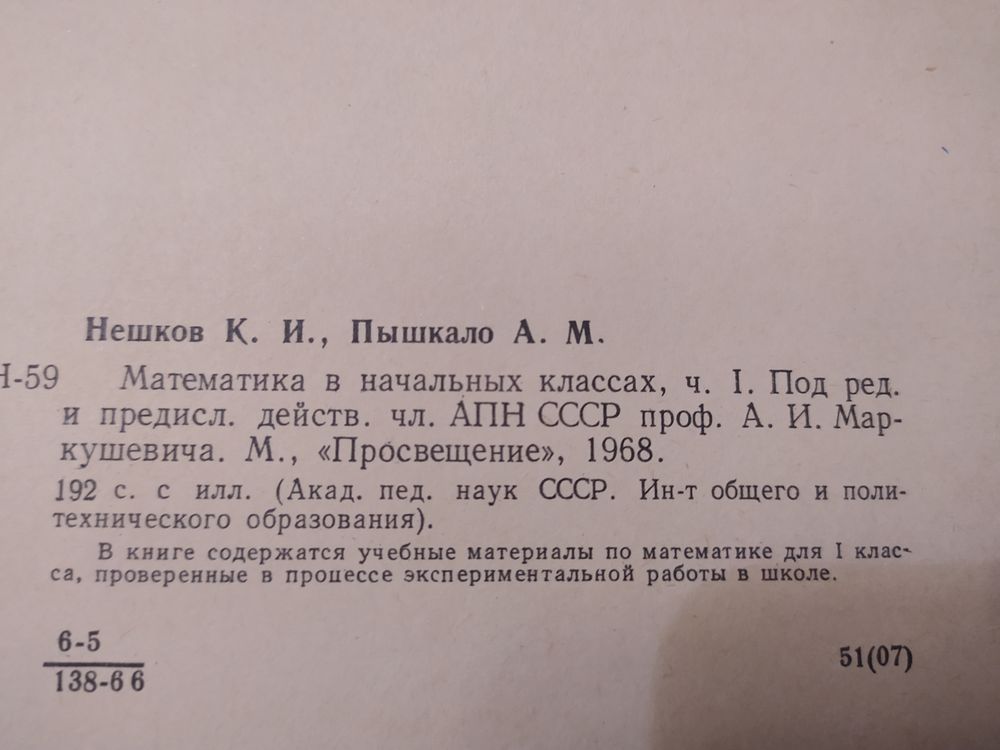 Нешков К. И., Пышкало А. М.
Н-59 Математика в начальных классах, ч. I. Под ред.
и предисл. действ. чл. АПН СССР проф. А. И. Мар-
кушевича. М., «Просвещение», 1968.
192 с. с илл. (Акад. пед. наук СССР. Ин-т общего и поли-
технического образования).
В книге содержатся учебные материалы по математике для I клас-
са, проверенные в процессе экспериментальной работы в школе.
6-5
138-66
51(07)